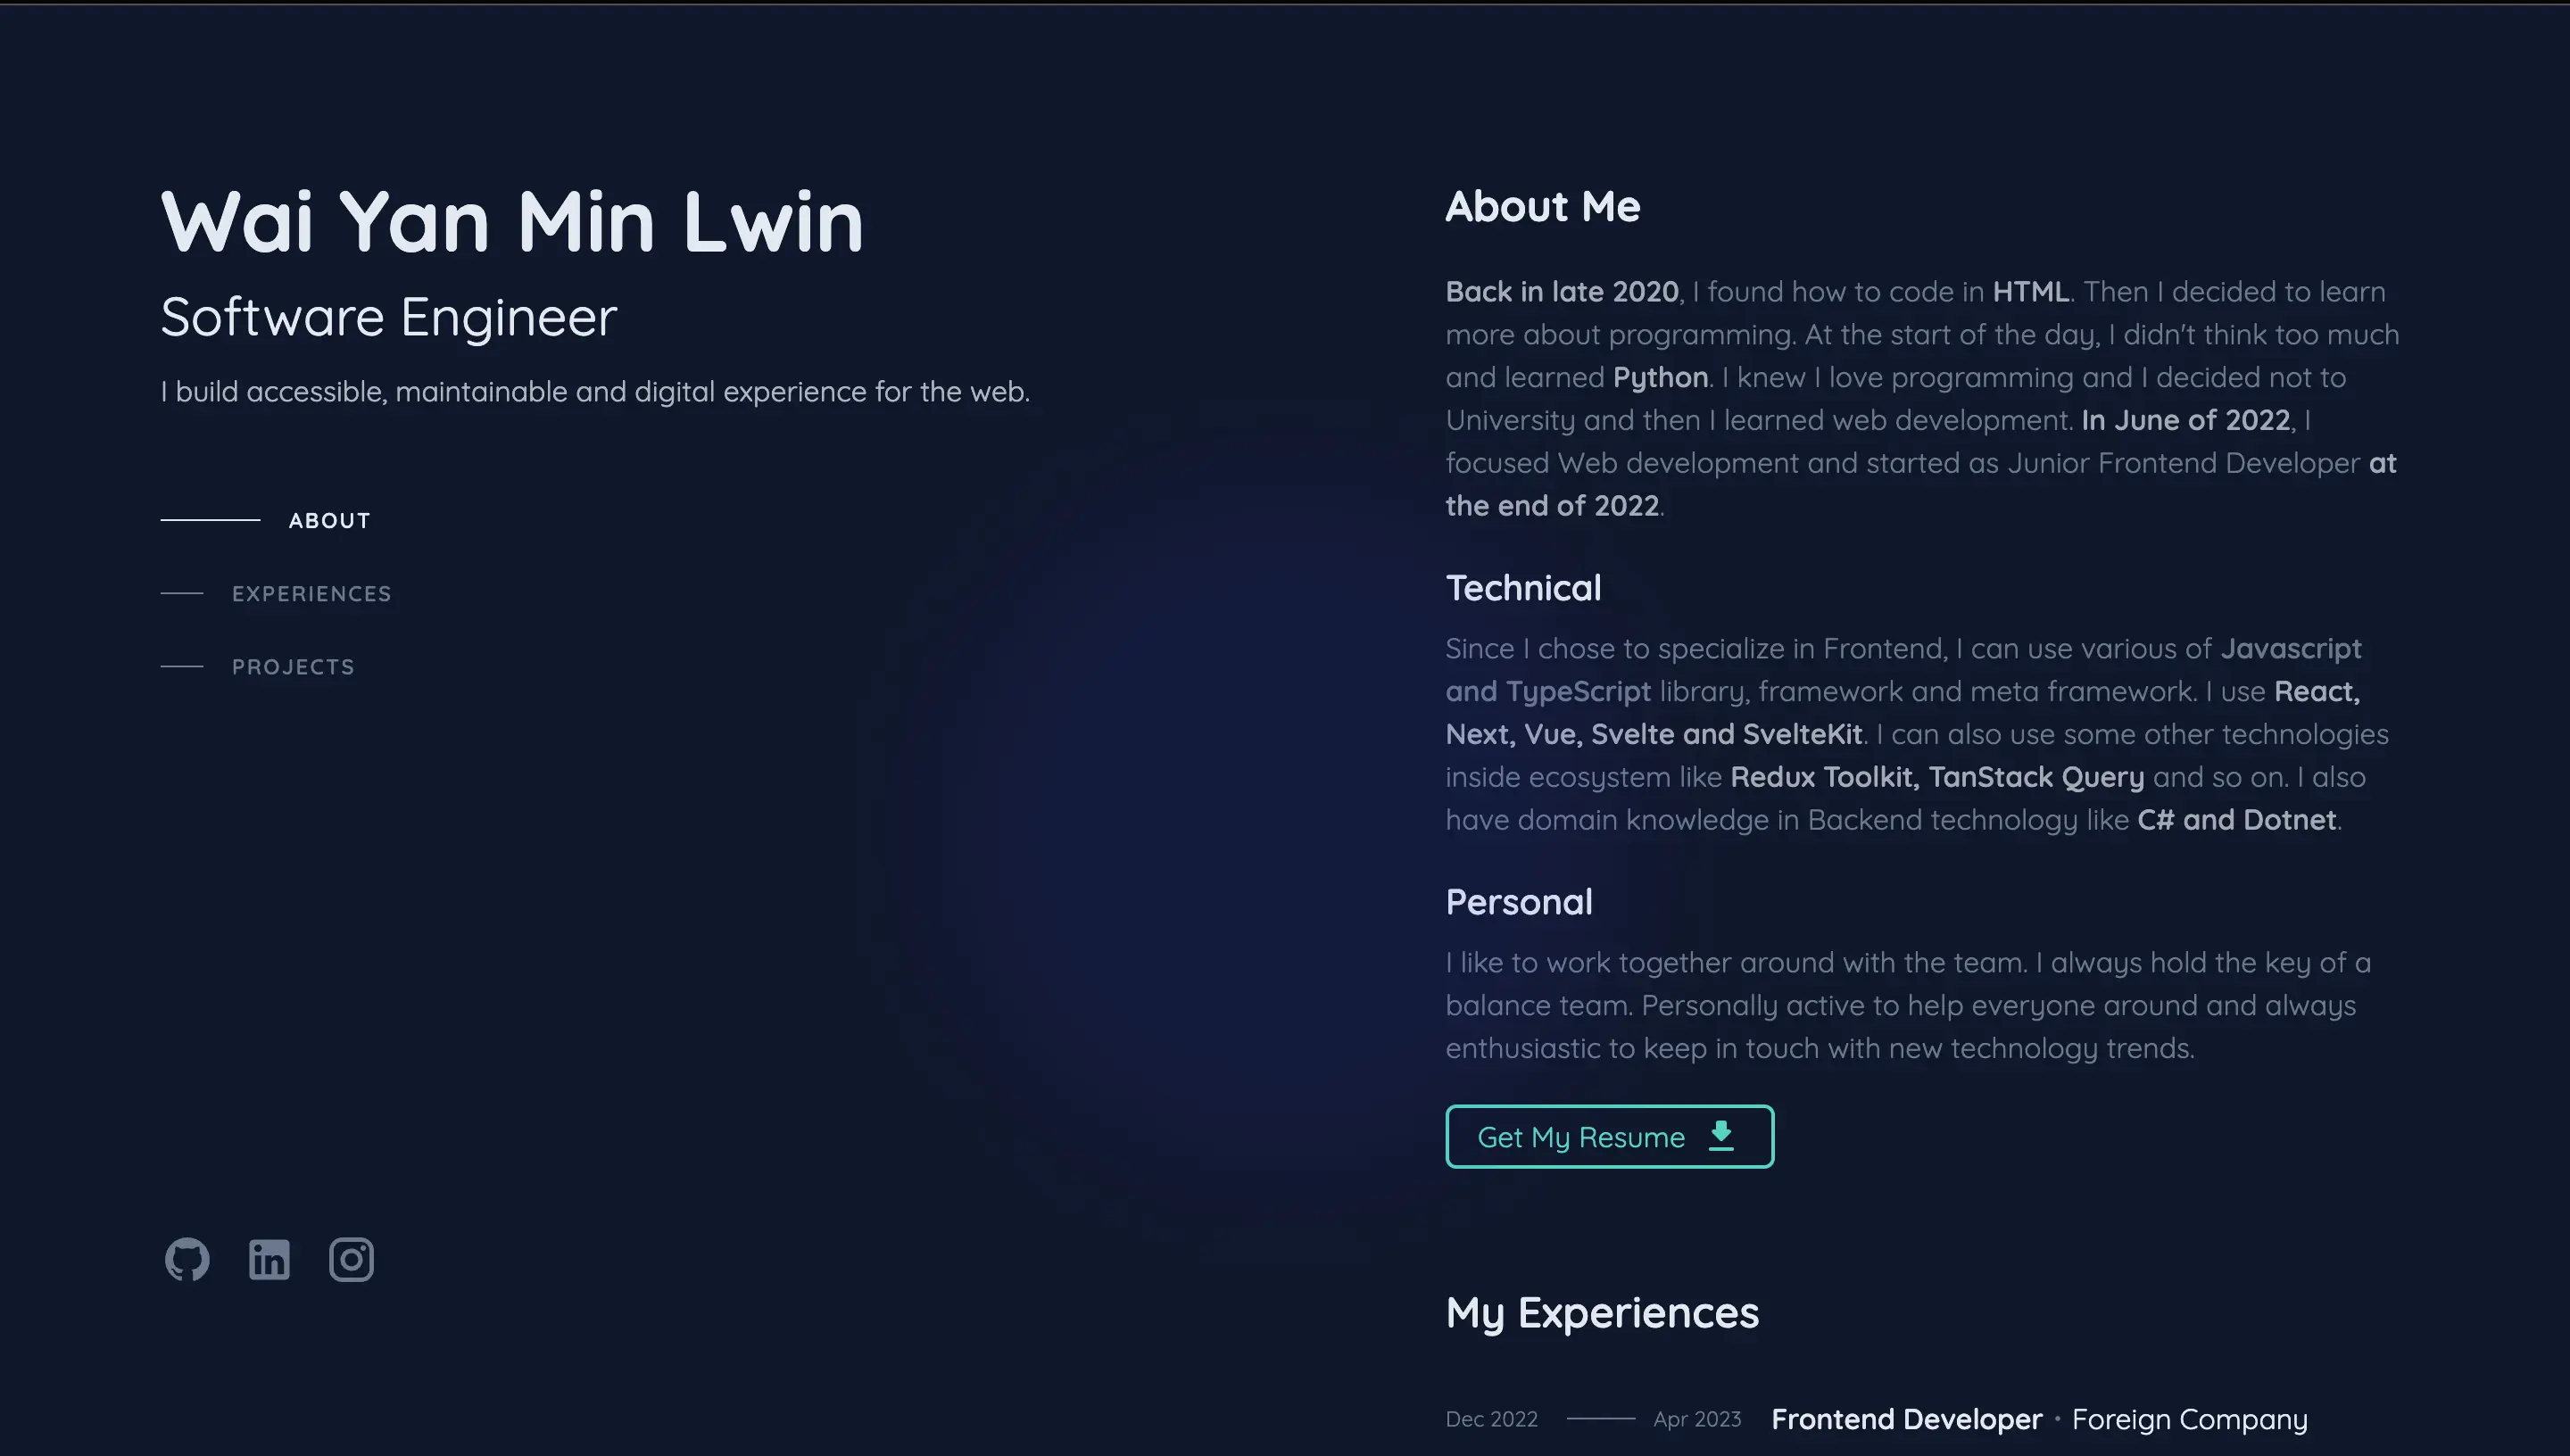 Wai Yan Min Lwin
Software Engineer
I build accessible, maintainable and digital experience for the web.
ABOUT
EXPERIENCES
PROJECTS
About Me
Back in late 2020, I found how to code in HTML. Then I decided to learn
more about programming. At the start of the day, I didn't think too much
and learned Python. I knew I love programming and I decided not to
University and then I learned web development. In June of 2022, I
focused Web development and started as Junior Frontend Developer at
the end of 2022.
Technical
Since I chose to specialize in Frontend, I can use various of Javascript
and TypeScript library, framework and meta framework. I use React,
Next, Vue, Svelte and SvelteKit. I can also use some other technologies
inside ecosystem like Redux Toolkit, TanStack Query and so on. I also
have domain knowledge in Backend technology like C# and Dotnet.
Personal
I like to work together around with the team. I always hold the key of a
balance team. Personally active to help everyone around and always
enthusiastic to keep in touch with new technology trends.
Get My Resume
My Experiences
Dec 2022 Apr 2023 Frontend Developer • Foreign Company